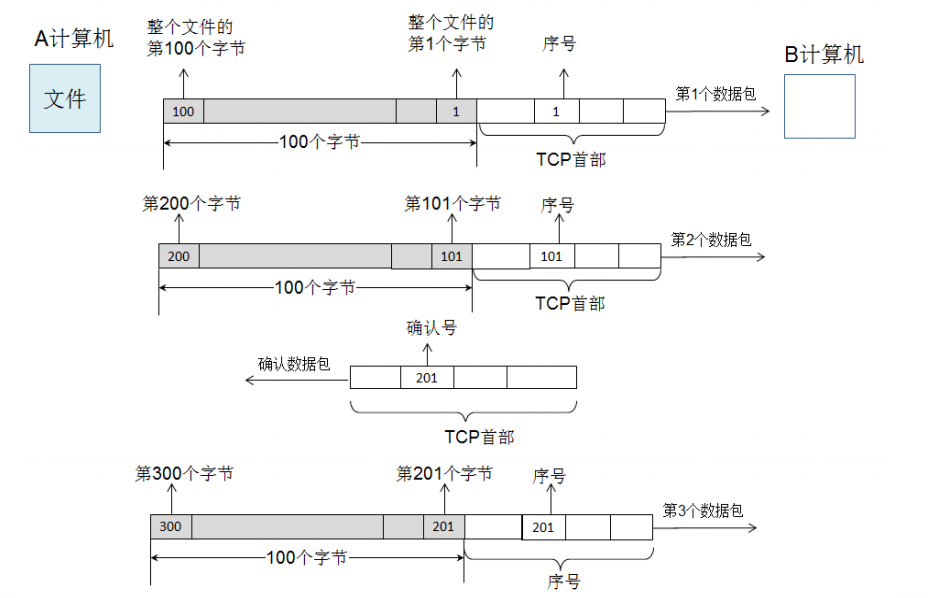 A计算机
文件
B计算机
整个文件的
第100个字节
整个文件的
第1个字节
序号
100
1
1
第1个数据包
100个字节
TCP首部
第200个字节
第101个字节
序号
200
101
101
第2个数据包
100个字节
TCP首部
确认号
确认数据包
201
TCP首部
第300个字节
第201个字节
序号
300
201
201
第3个数据包
100个字节
序号